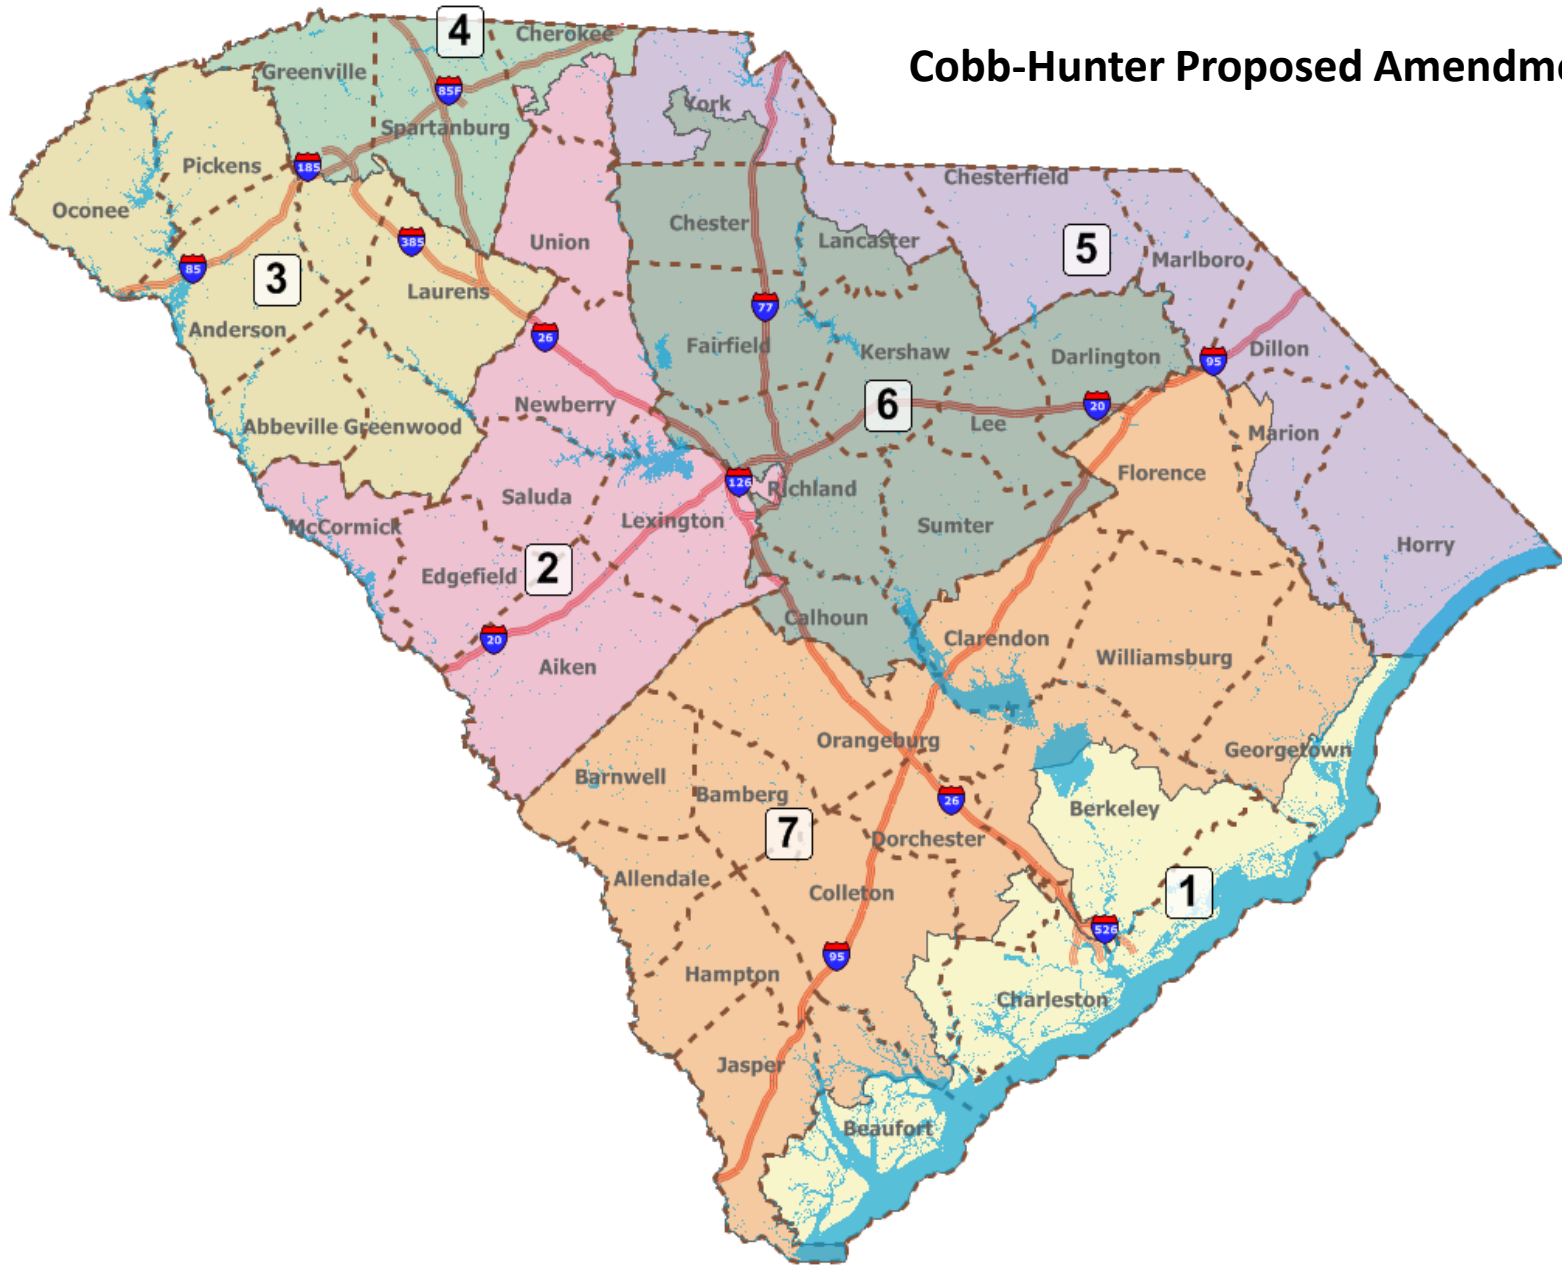 4
Cherokee
Cobb-Hunter Proposed Amendme
Greenville
85F
York
Spartanburg
Pickens
185
Chesterfield
Oconee
Chester
Union
385
Lancaster
5
Marlboro
85
3
Laurens
77
Anderson
26
Fairfield
Kershaw
Darlington
95
Dillon
Newberry
6
20
Abbeville
Greenwood
Lee
Marion
Florence
126
Richland
Saluda
McCormick
Lexington
Sumter
Horry
Edgefield
2
Calhoun
20
Clarendon
Aiken
Williamsburg
Orangeburg
Georgetown
Barnwell
Bamberg
26
Berkeley
7
Dorchester
Allendale
Colleton
1
526
95
Hampton
Charleston
Jasper
Beaufort